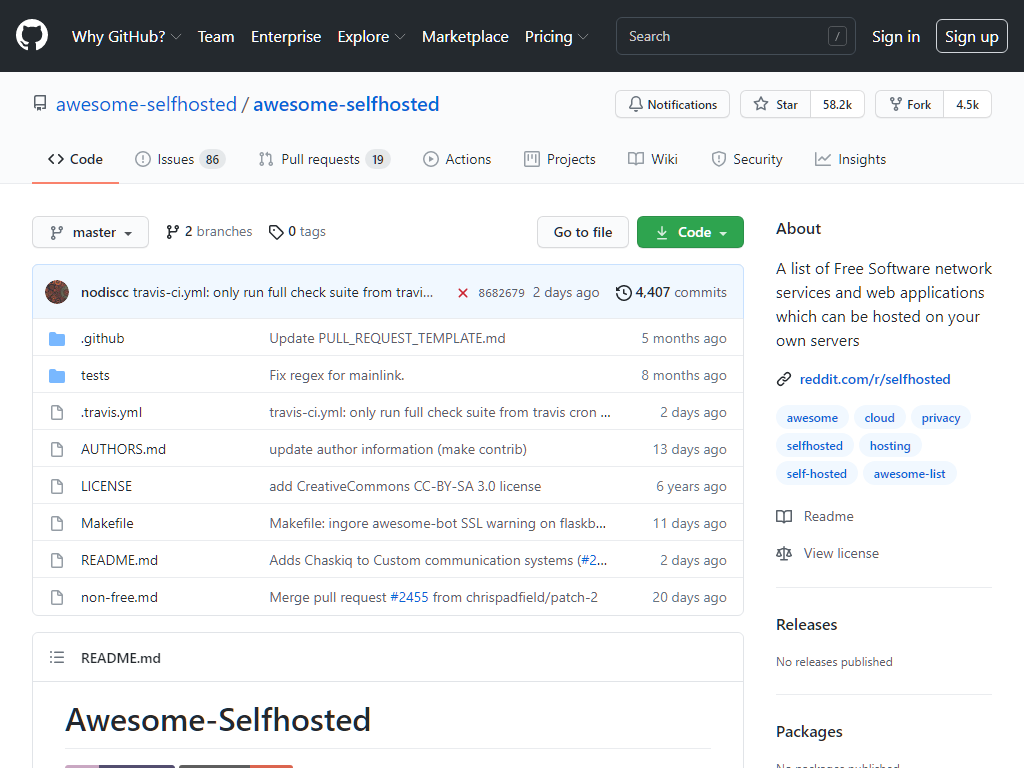 Why GitHub? Team Enterprise Explore Marketplace Pricing Search / Sign in Sign up
awesome-selfhosted / awesome-selfhosted Notifications Star 58.2k Fork 4.5k
Code Issues 86 Pull requests 19 Actions Projects Wiki Security Insights
master 2 branches 0 tags Go to file Code
nodiscc travis-ci.yml: only run full check suite from travi... 8682679 2 days ago 4,407 commits
.github Update PULL_REQUEST_TEMPLATE.md 5 months ago
tests Fix regex for mainlink. 8 months ago
.travis.yml travis-ci.yml: only run full check suite from travis cron ... 2 days ago
AUTHORS.md update author information (make contrib) 13 days ago
LICENSE add CreativeCommons CC-BY-SA 3.0 license 6 years ago
Makefile Makefile: ingore awesome-bot SSL warning on flaskb... 11 days ago
README.md Adds Chaskiq to Custom communication systems (#2... 2 days ago
non-free.md Merge pull request #2455 from chrispadfield/patch-2 20 days ago
README.md
Awesome-Selfhosted
About
A list of Free Software network
services and web applications
which can be hosted on your
own servers
reddit.com/r/selfhosted
awesome cloud privacy
selfhosted hosting
self-hosted awesome-list
Readme
View license
Releases
No releases published
Packages
No packages published